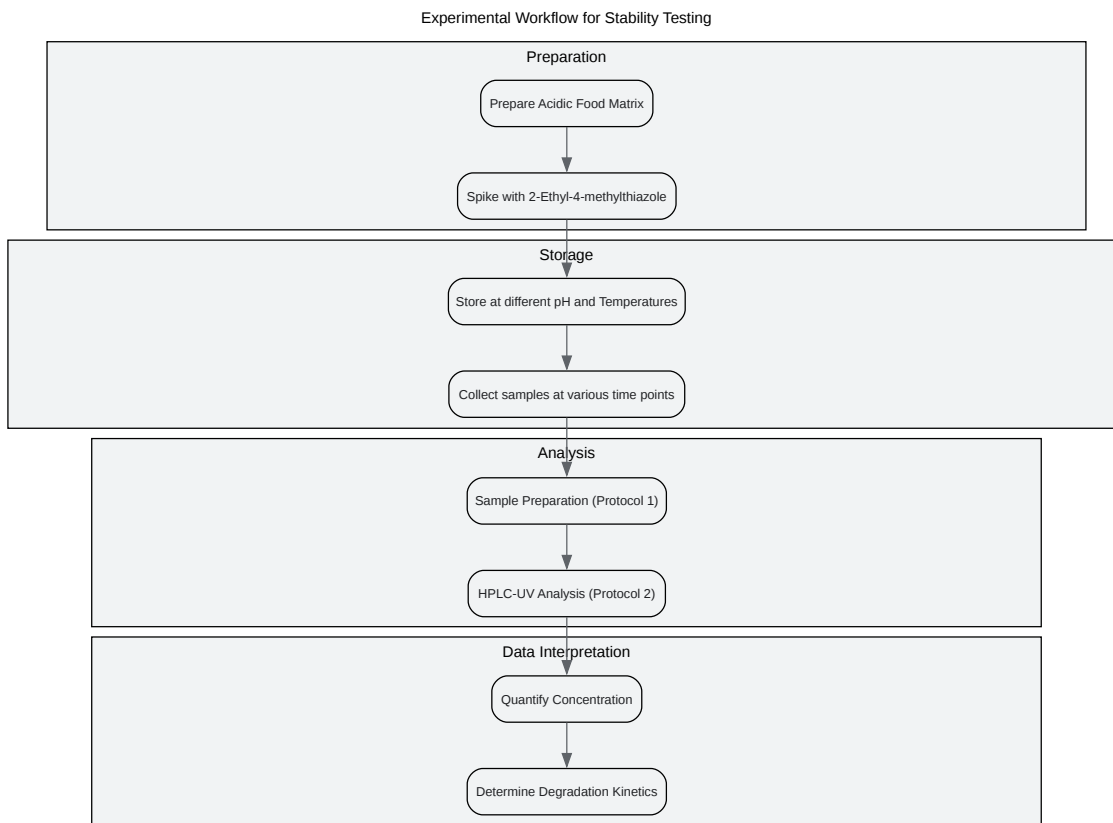 Experimental Workflow for Stability Testing
Preparation
Prepare Acidic Food Matrix
Spike with 2-Ethyl-4-methylthiazole
Storage
Store at different pH and Temperatures
Collect samples at various time points
Analysis
Sample Preparation (Protocol 1)
HPLC-UV Analysis (Protocol 2)
Data Interpretation
Quantify Concentration
Determine Degradation Kinetics